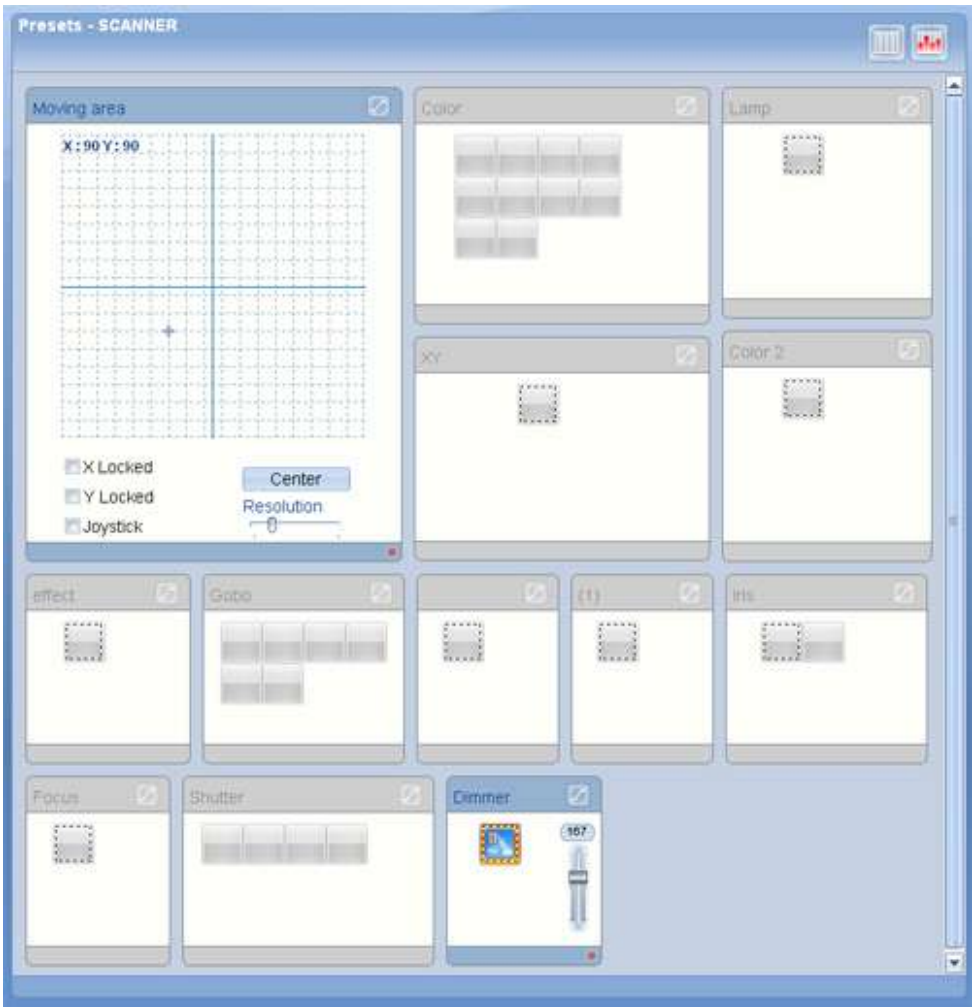 Presets - SCANNER
Moving area
X:90 Y:90
X Locked
Y Locked
Joystick
Center
Resolution
Color
Lamp
XY
Color 2
effect
Gobo
(1)
Iris
Focus
Shutter
Dimmer
167